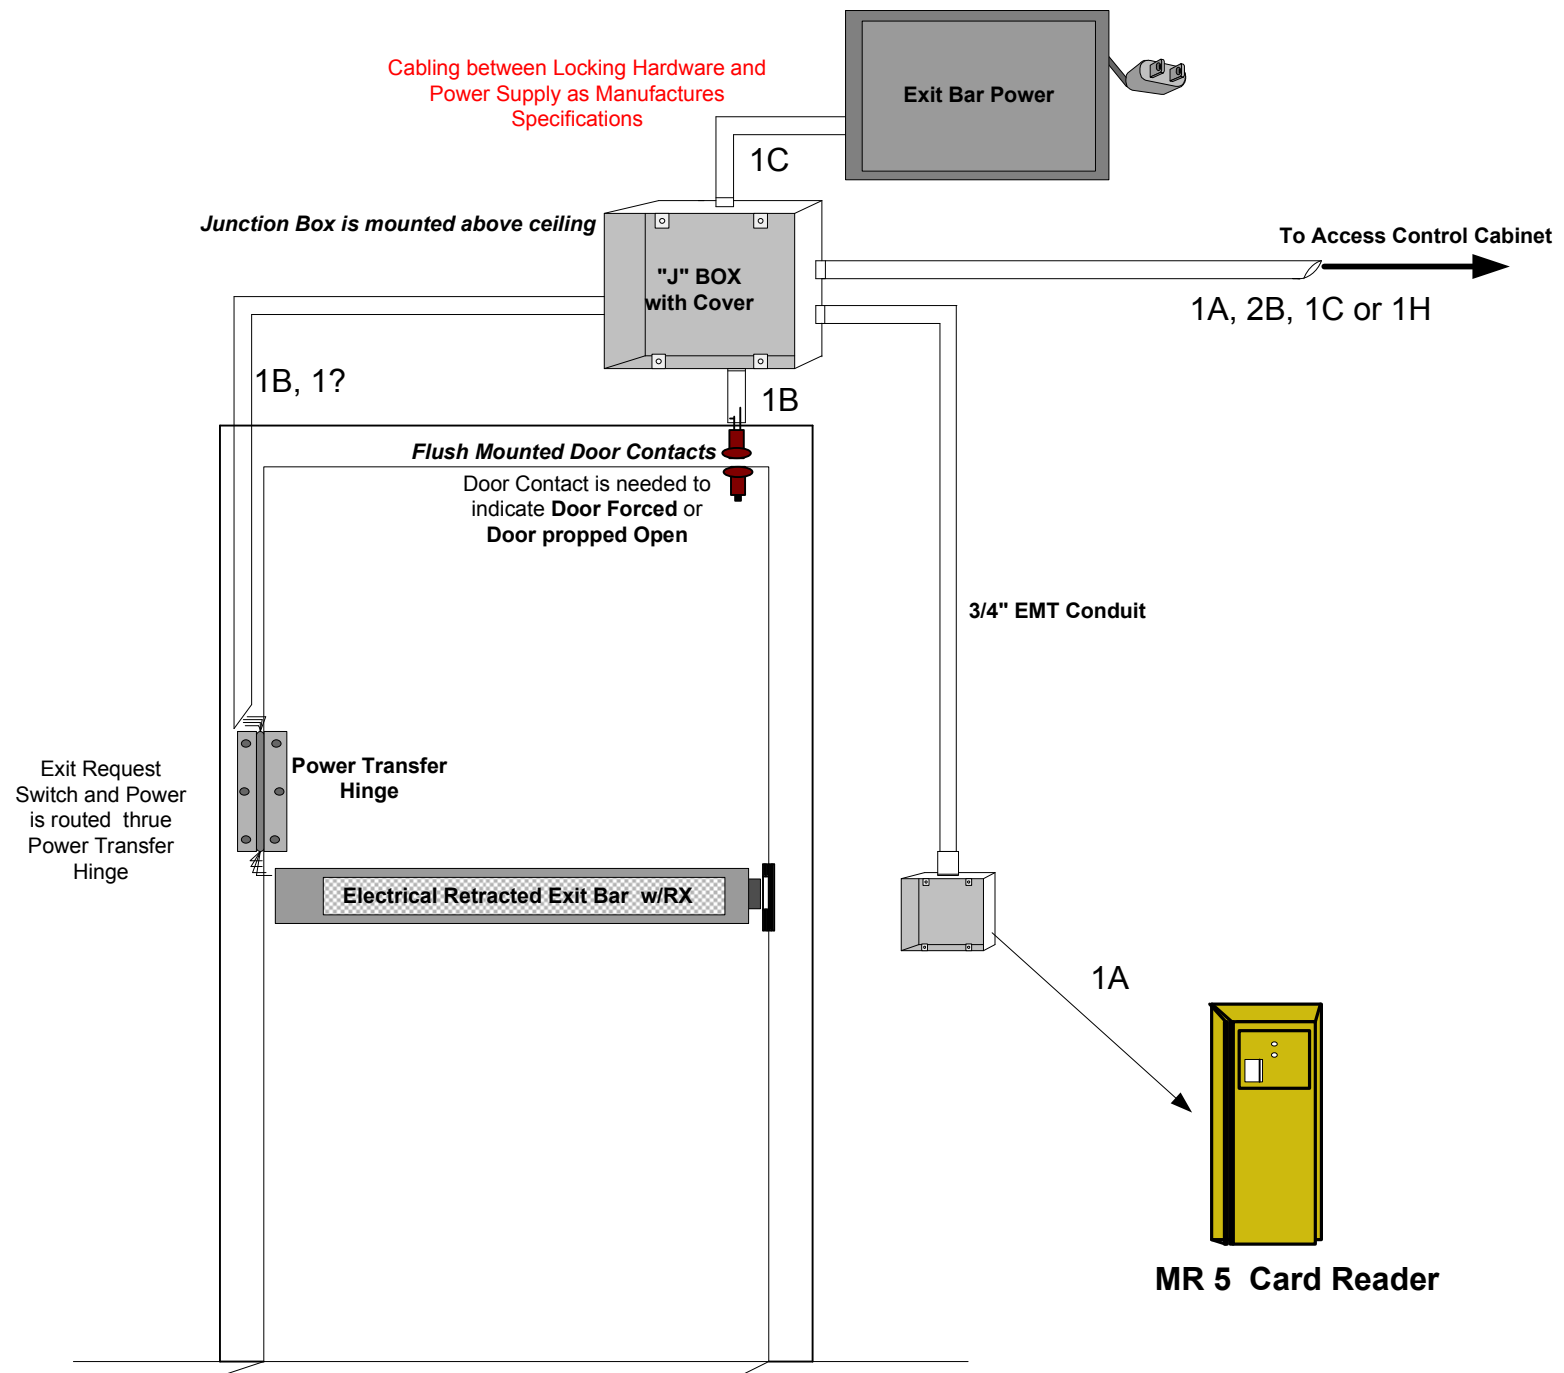 Cabling between Locking Hardware and
Power Supply as Manufactures
Specifications
Exit Bar Power
1C
Junction Box is mounted above ceiling
To Access Control Cabinet
"J" BOX
with Cover
1A, 2B, 1C or 1H
1B, 1?
1B
Flush Mounted Door Contacts
Door Contact is needed to
indicate Door Forced or
Door propped Open
3/4" EMT Conduit
Exit Request
Switch and Power
is routed thrue
Power Transfer
Hinge
Power Transfer
Hinge
Electrical Retracted Exit Bar w/RX
1A
MR 5 Card Reader